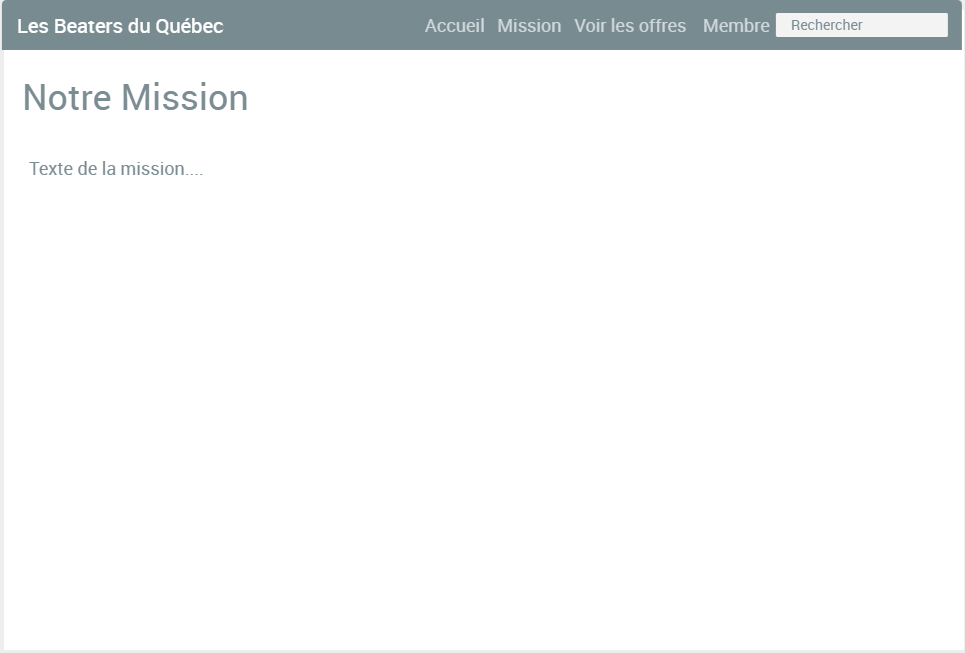 Les Beaters du Québec Accueil Mission Voir les offres Membre Rechercher
Notre Mission
Texte de la mission....